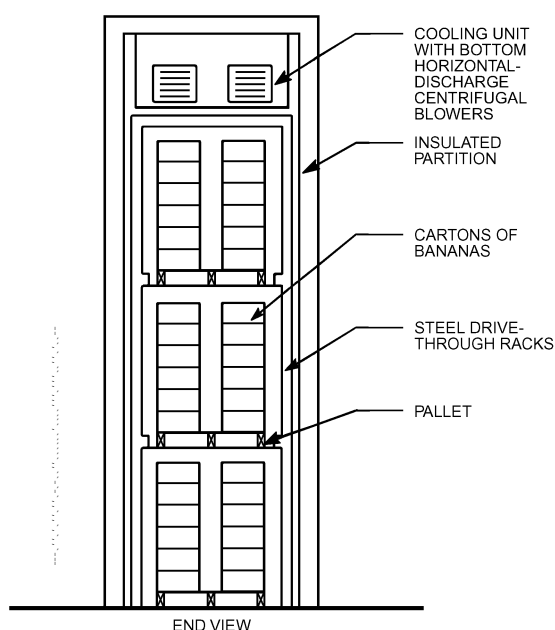 COOLING UNIT
WITH BOTTOM
HORIZONTAL-
DISCHARGE
CENTRIFUGAL
BLOWERS
INSULATED
PARTITION
CARTONS OF
BANANAS
STEEL DRIVE-
THROUGH RACKS
PALLET
END VIEW